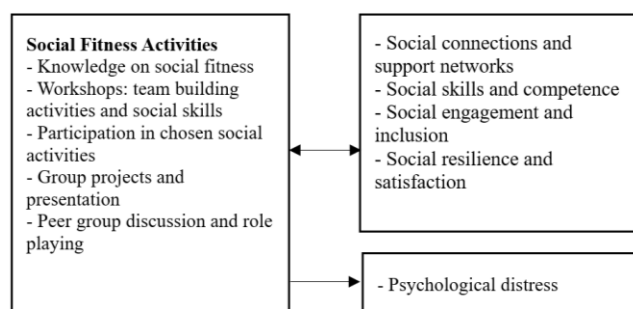 Social Fitness Activities
- Knowledge on social fitness
- Workshops: team building
activities and social skills
- Participation in chosen social
activities
- Group projects and
presentation
- Peer group discussion and role
playing
- Social connections and
support networks
- Social skills and competence
- Social engagement and
inclusion
- Social resilience and
satisfaction
- Psychological distress